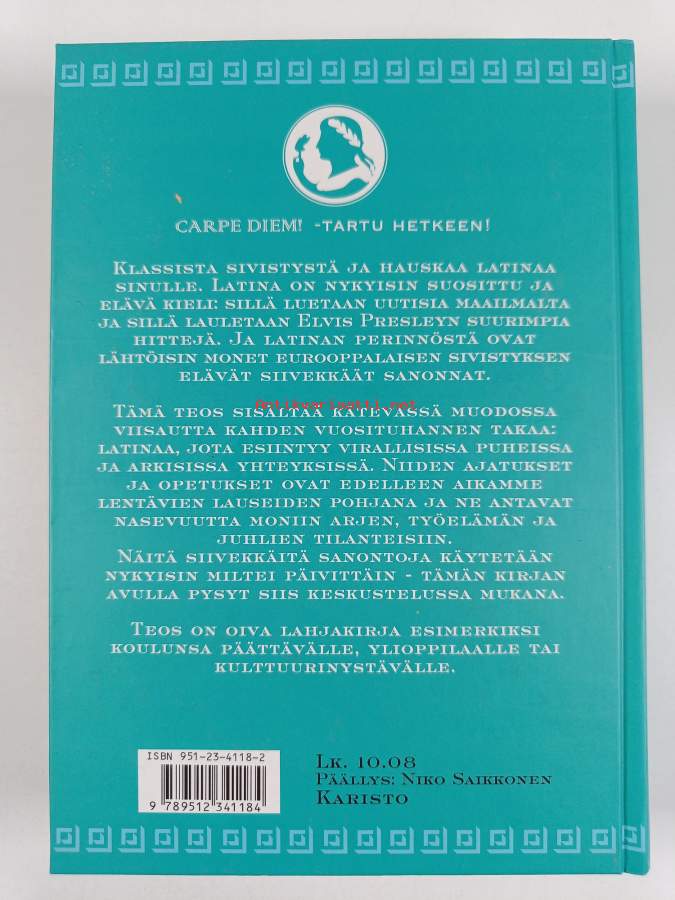 CARPE DIEM! -TARTU HETKEEN!
KLASSISTA SIVISTYSTÄ JA HAUSKAA LATINAA
SINULLE. LATINA ON NYKYISIN SUOSITTU JA
ELÄVÄ KIELI: SILLÄ LUETAAN UUTISIA MAAILMALTA
JA SILLÄ LAULETAAN ELVIS PRESLEYN SUURIMPIA
HITTEJÄ. JA LATINAN PERINNÖSTÄ OVAT
LÄHTÖISIN MONET EUROOPPALAISEN SIVISTYKSEN
ELÄVÄT SIIVEKKÄÄT SANONNAT.
Antikvariaatti.net
TÄMÄ TEOS SISÄLTÄÄ KÄTEVÄSSÄ MUODOSSA
VIISAUTTA KAHDEN VUOSITUHANNEN TAKAA:
LATINAA, JOTA ESIINTYY VIRALLISISSA PUHEISSA
JA ARKISISSA YHTEYKSISSÄ. NIIDEN AJATUKSET
JA OPETUKSET OVAT EDELLEEN AIKAMME
LENTÄVIEN LAUSEIDEN POHJANA JA NE ANTAVAT
NASEVUUTTA MONIIN ARJEN, TYÖELÄMÄN JA
JUHLIEN TILANTEISIIN.
NÄITÄ SIIVEKKÄITÄ SANONTOJA KÄYTETÄÄN
NYKYISIN MILTEI PÄIVITTÄIN - TÄMÄN KIRJAN
AVULLA PYSYT SIIS KESKUSTELUSSA MUKANA.
TEOS ON OIVA LAHJAKIRJA ESIMERKIKSI
KOULUNSA PÄÄTTÄVÄLLE, YLIOPPILAALLE TAI
KULTTUURINYSTÄVÄLLE.
ISBN 951-23-4118-2
9 789512 341184
LK. 10.08
PÄÄLLYS: NIKO SAIKKONEN
KARISTO